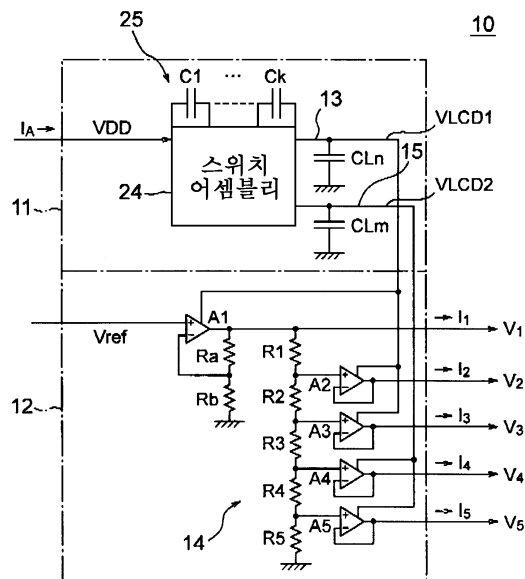 10
25
C1 ... Ck
13
VLCD1
IA
VDD
15
스위치
어셈블리
VLCD2
24
CLn
11
CLm
A1
I1
V1
Vref
Ra
R1
I2
A2
V2
Rb
R2
I3
12
A3
V3
R3
I4
A4
V4
R4
I5
A5
V5
14
R5